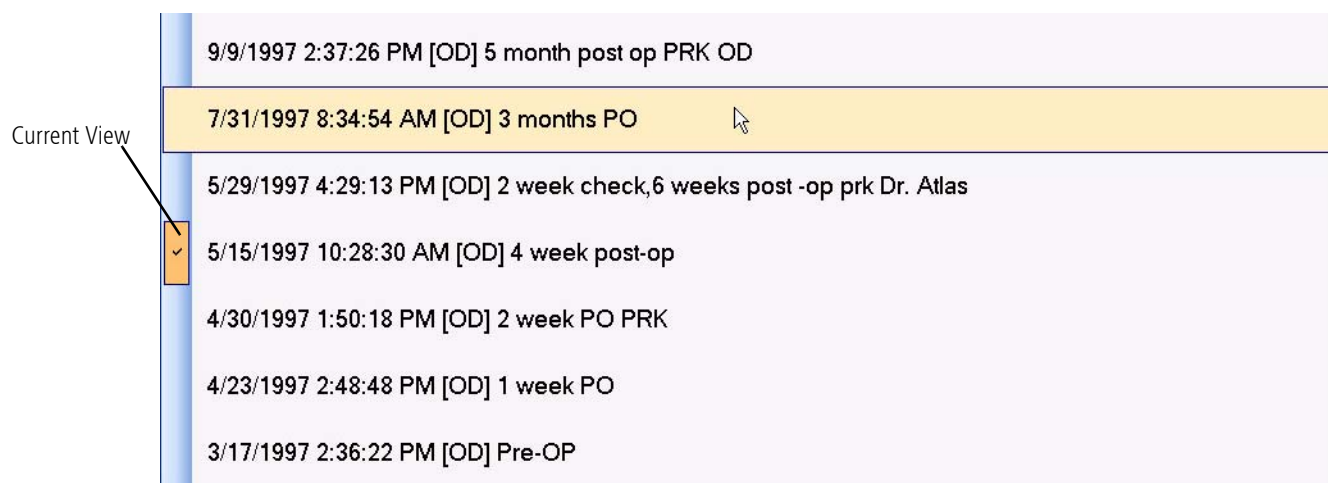 9/9/1997 2:37:26 PM [OD] 5 month post op PRK OD
7/31/1997 8:34:54 AM [OD] 3 months PO
Current View
5/29/1997 4:29:13 PM [OD] 2 week check,6 weeks post -op prk Dr. Atlas
5/15/1997 10:28:30 AM [OD] 4 week post-op
4/30/1997 1:50:18 PM [OD] 2 week PO PRK
4/23/1997 2:48:48 PM [OD] 1 week PO
3/17/1997 2:36:22 PM [OD] Pre-OP